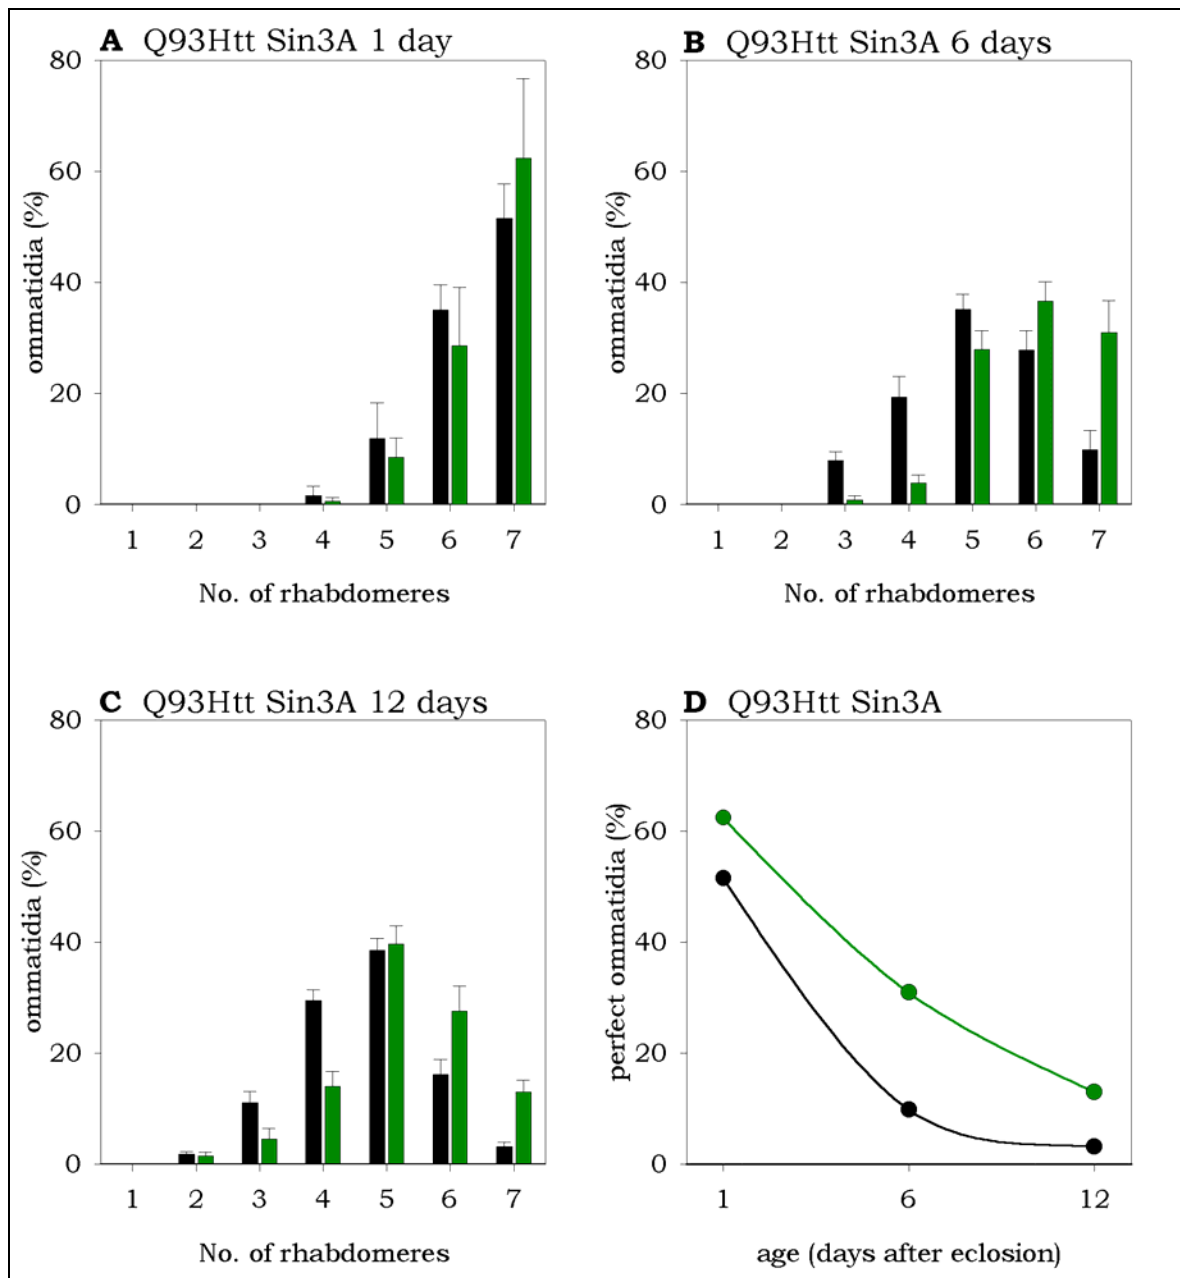 A Q93Htt Sin3A 1 day
80
60
40
20
0
ommatidia (%)
1 2 3 4 5 6 7
No. of rhabdomeres
B Q93Htt Sin3A 6 days
80
60
40
20
0
ommatidia (%)
1 2 3 4 5 6 7
No. of rhabdomeres
C Q93Htt Sin3A 12 days
80
60
40
20
0
ommatidia (%)
1 2 3 4 5 6 7
No. of rhabdomeres
D Q93Htt Sin3A
80
60
40
20
0
perfect ommatidia (%)
1 6 12
age (days after eclosion)